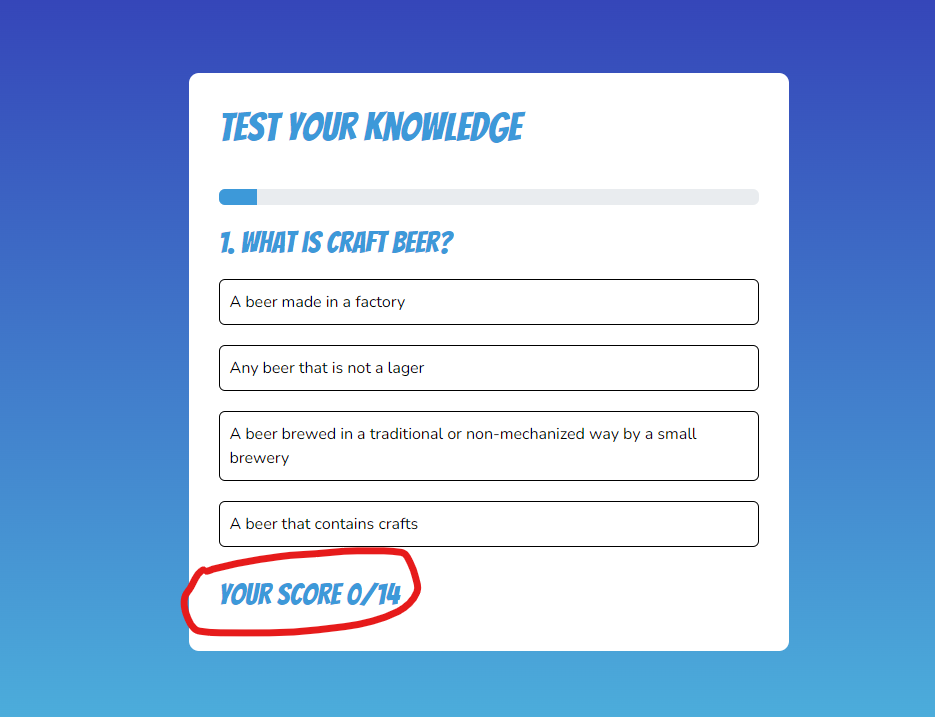 TEST YOUR KNOWLEDGE
1. WHAT IS CRAFT BEER?
A beer made in a factory
Any beer that is not a lager
A beer brewed in a traditional or non-mechanized way by a small
brewery
A beer that contains crafts
YOUR SCORE 0/14